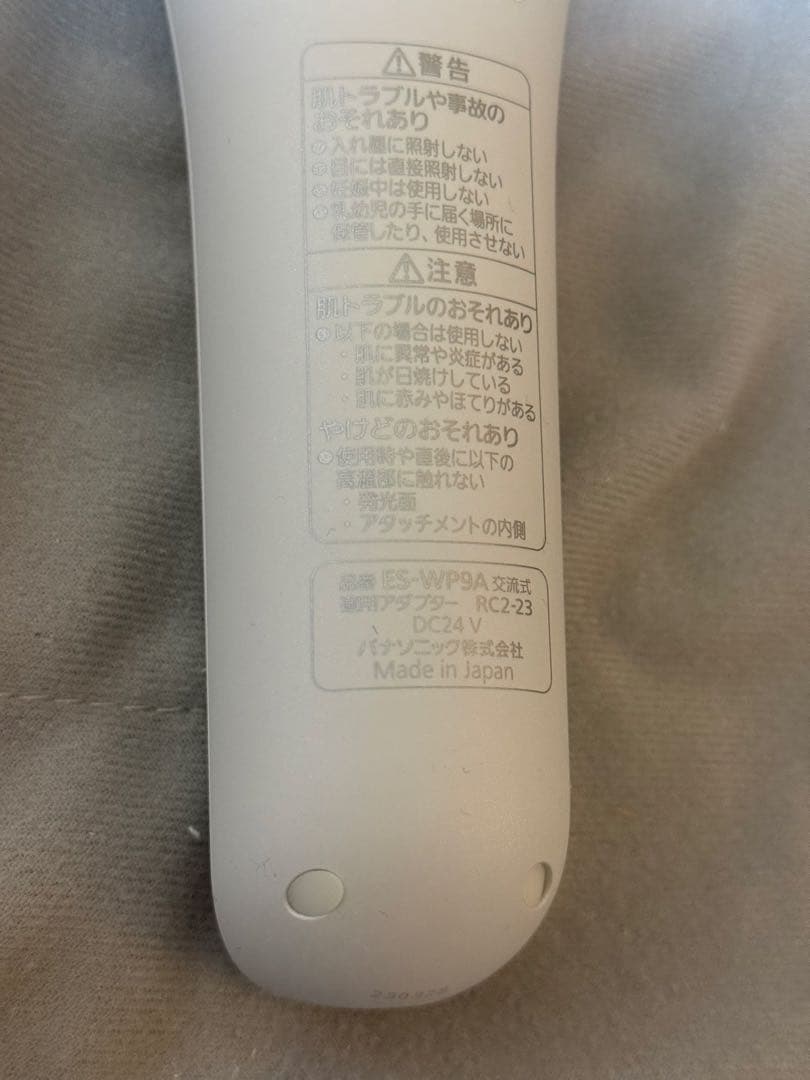 ⚠警告
肌トラブルや事故の
おそれあり
入れ墨に照射しない
目には直接照射しない
妊娠中は使用しない
乳幼児の手に届く場所に
保管したり、使用させない
⚠注意
肌トラブルのおそれあり
以下の場合は使用しない
・肌に異常や炎症がある
・肌が日焼けしている
・肌に赤みやほてりがある
やけどのおそれあり
使用時や直後に以下の
高温部に触れない
・発光面
・アタッチメントの内側
品番 ES-WP9A 交流式
専用アダプター RC2-23
DC24 V
パナソニック株式会社
Made in Japan